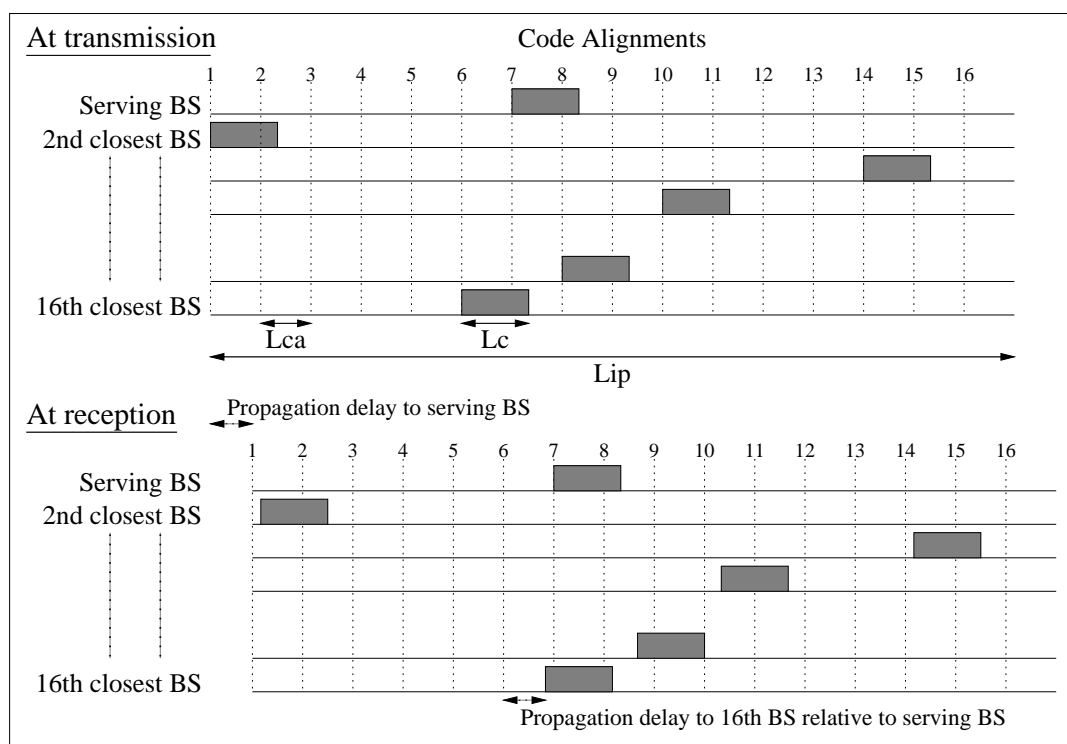 At transmission
Code Alignments
1 2 3 4 5 6 7 8 9 10 11 12 13 14 15 16
Serving BS
2nd closest BS
16th closest BS
Lca
Lc
Lip
Propagation delay to serving BS
At reception
1 2 3 4 5 6 7 8 9 10 11 12 13 14 15 16
Serving BS
2nd closest BS
16th closest BS
Propagation delay to 16th BS relative to serving BS